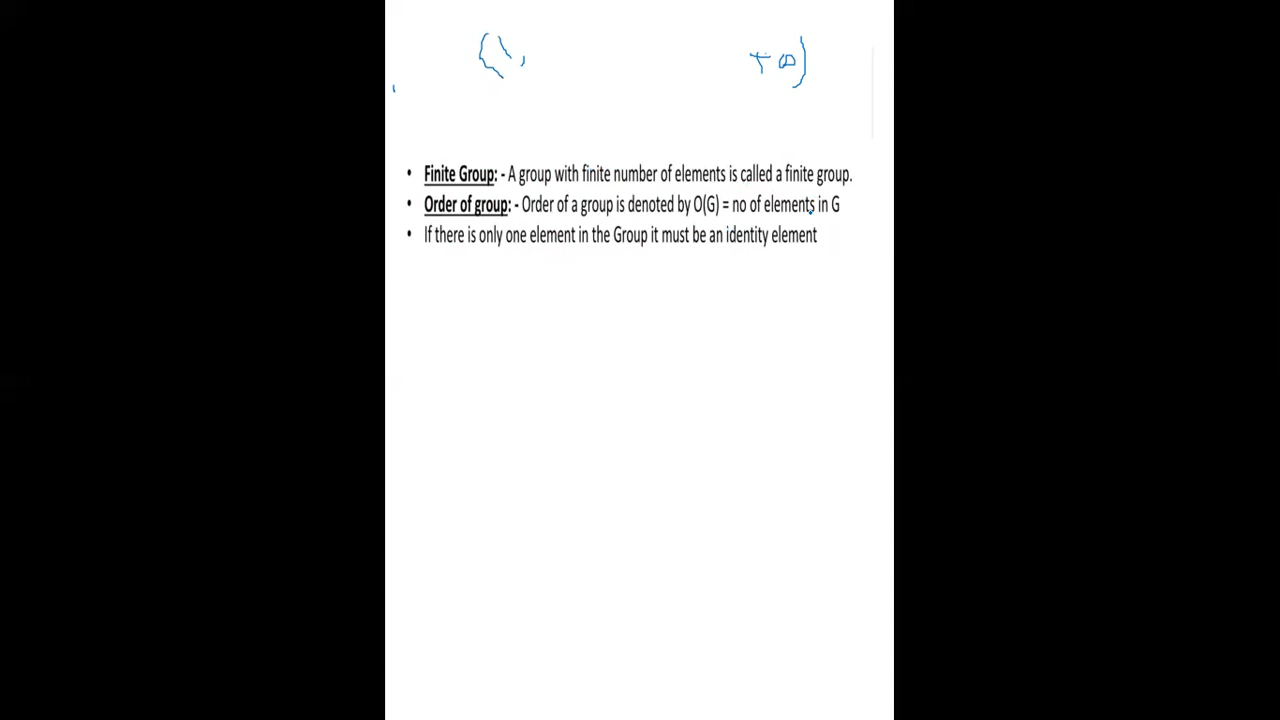 {1, +∞}
• Finite Group: - A group with finite number of elements is called a finite group.
• Order of group: - Order of a group is denoted by O(G) = no of elements in G
• If there is only one element in the Group it must be an identity element